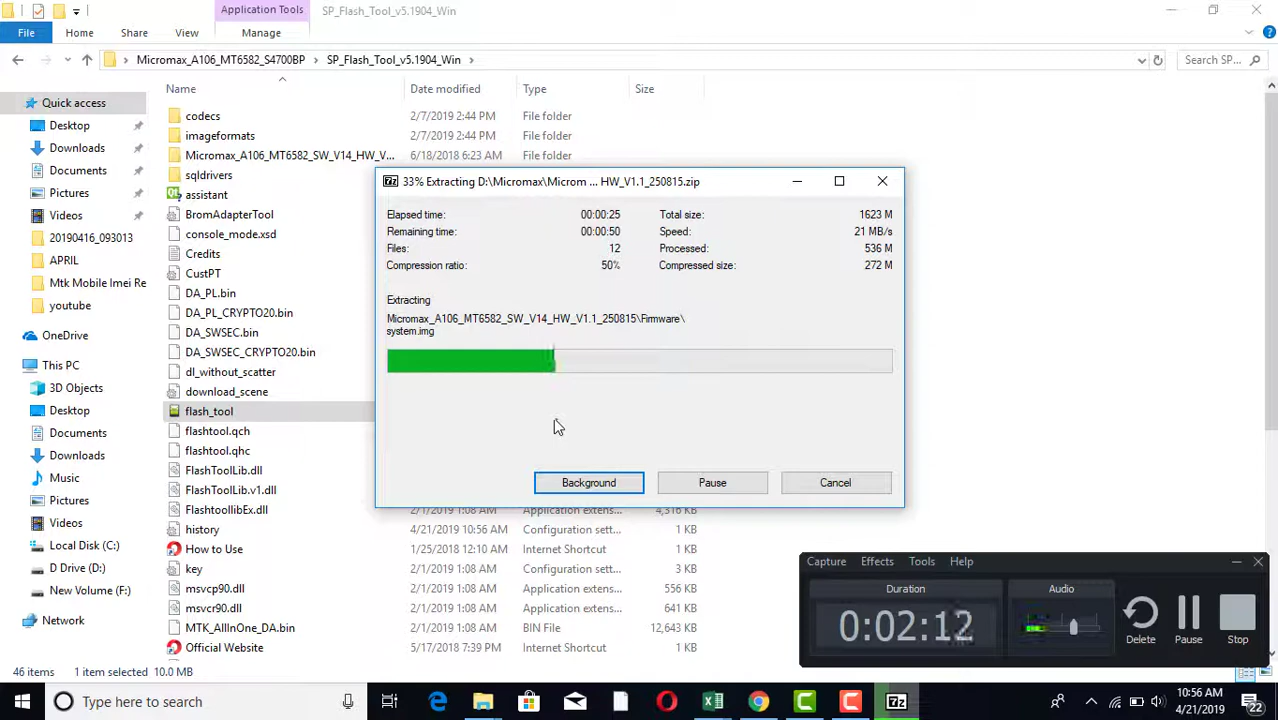 Application Tools
SP_Flash_Tool_v5.1904_Win
File
Home
Share
View
Manage
Micromax_A106_MT6582_S4700BP
SP_Flash_Tool_v5.1904_Win
Search SP...
Name
Date modified
Type
Size
Quick access
Desktop
Downloads
Documents
Pictures
Videos
20190416_093013
APRIL
Mtk Mobile Imei Re
youtube
OneDrive
This PC
3D Objects
Desktop
Documents
Downloads
Music
Pictures
Videos
Local Disk (C:)
D Drive (D:)
New Volume (F:)
Network
codecs 2/7/2019 2:44 PM File folder
imageformats 2/7/2019 2:44 PM File folder
Micromax_A106_MT6582_SW_V14_HW_V... 6/18/2018 6:23 AM File folder
sqldrivers
assistant
BromAdapterTool
console_mode.xsd
Credits
CustPT
DA_PL.bin
DA_PL_CRYPTO20.bin
DA_SWSEC.bin
DA_SWSEC_CRYPTO20.bin
dl_without_scatter
download_scene
flash_tool
flashtool.qch
flashtool.qhc
FlashToolLib.dll
FlashToolLib.v1.dll
FlashtoollibEx.dll 2/1/2019 1:08 AM Application extens... 4,316 KB
history 4/21/2019 10:56 AM Configuration sett... 1 KB
How to Use 1/25/2018 12:10 AM Internet Shortcut 1 KB
key 2/1/2019 1:08 AM Configuration sett... 3 KB
msvcp90.dll 2/1/2019 1:08 AM Application extens... 556 KB
msvcr90.dll 2/1/2019 1:08 AM Application extens... 641 KB
MTK_AllInOne_DA.bin 2/1/2019 1:08 AM BIN File 12,643 KB
Official Website 5/17/2018 7:39 PM Internet Shortcut 1 KB
7z
33% Extracting D:\Micromax\Microm ... HW_V1.1_250815.zip
Elapsed time: 00:00:25 Total size: 1623 M
Remaining time: 00:00:50 Speed: 21 MB/s
Files: 12 Processed: 536 M
Compression ratio: 50% Compressed size: 272 M
Extracting
Micromax_A106_MT6582_SW_V14_HW_V1.1_250815\Firmware\
system.img
Background
Pause
Cancel
Capture Effects Tools Help
Duration
Audio
0:02:12
Delete
Pause
Stop
46 items 1 item selected 10.0 MB
Type here to search
7z
10:56 AM
4/21/2019
22